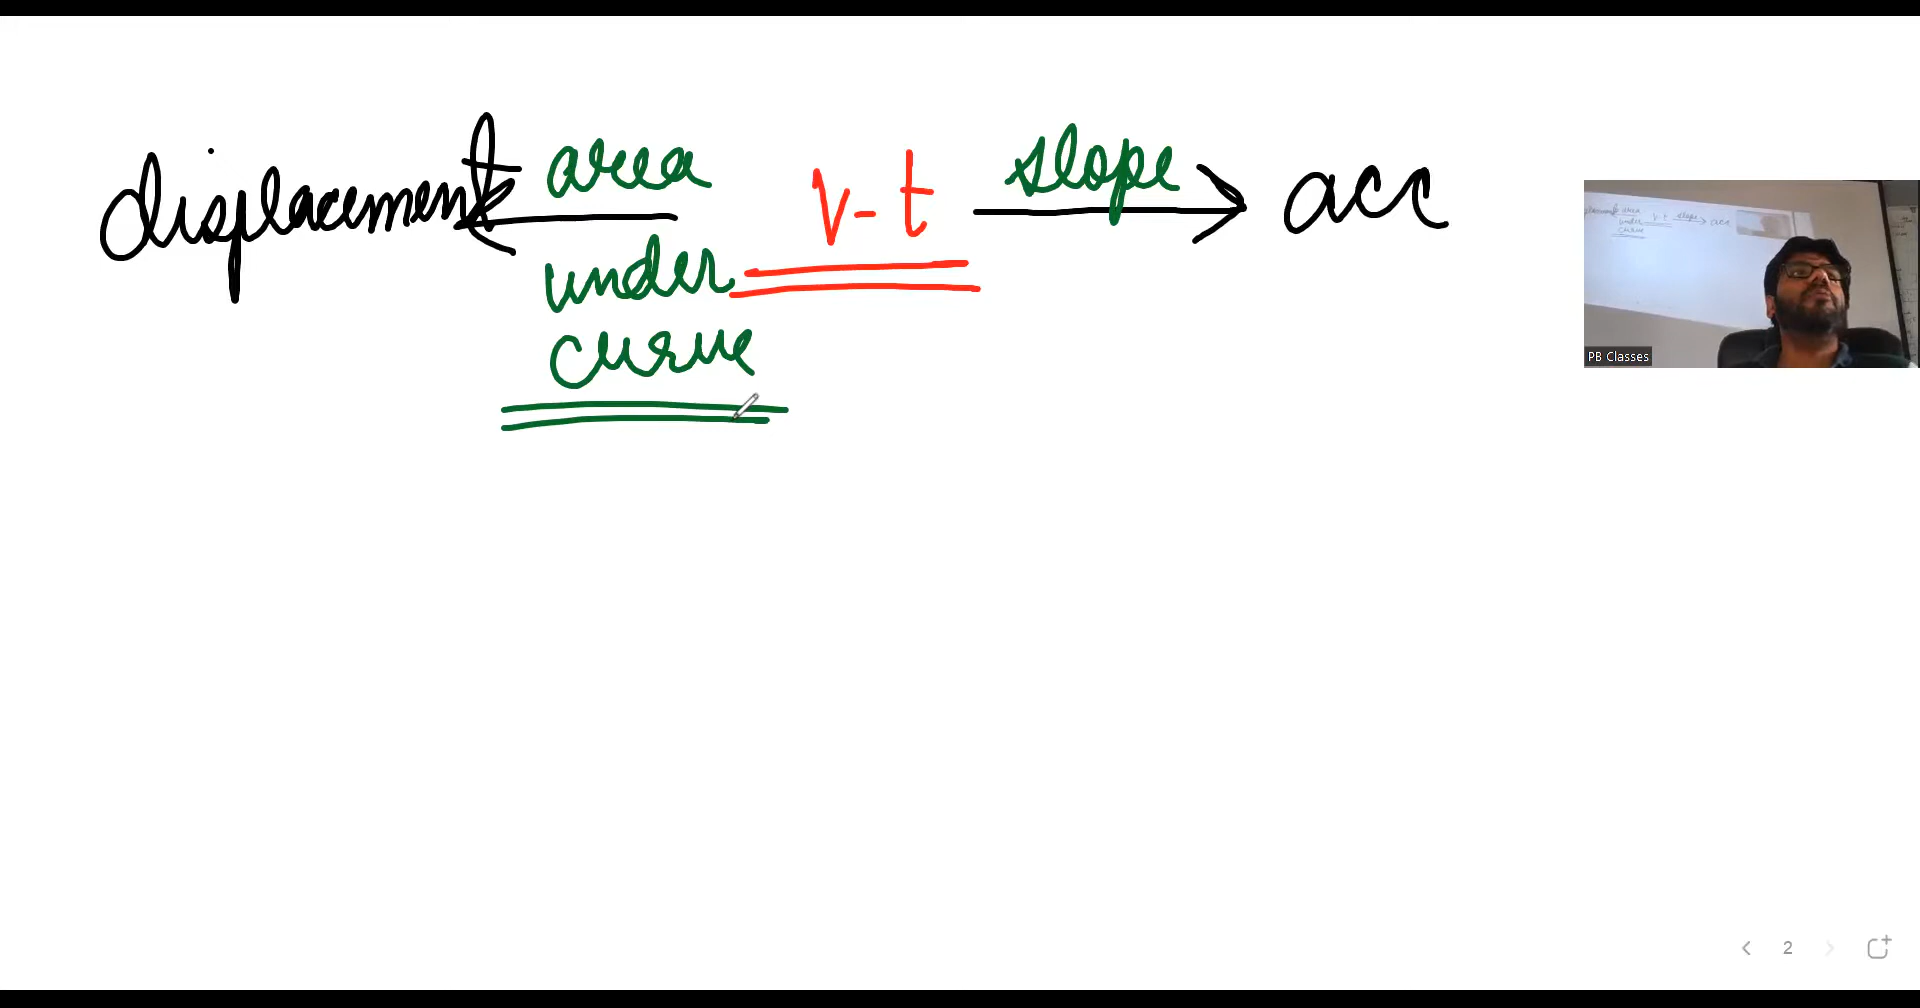 displacement area v-t slope acc
under
curve
PB Classes
2